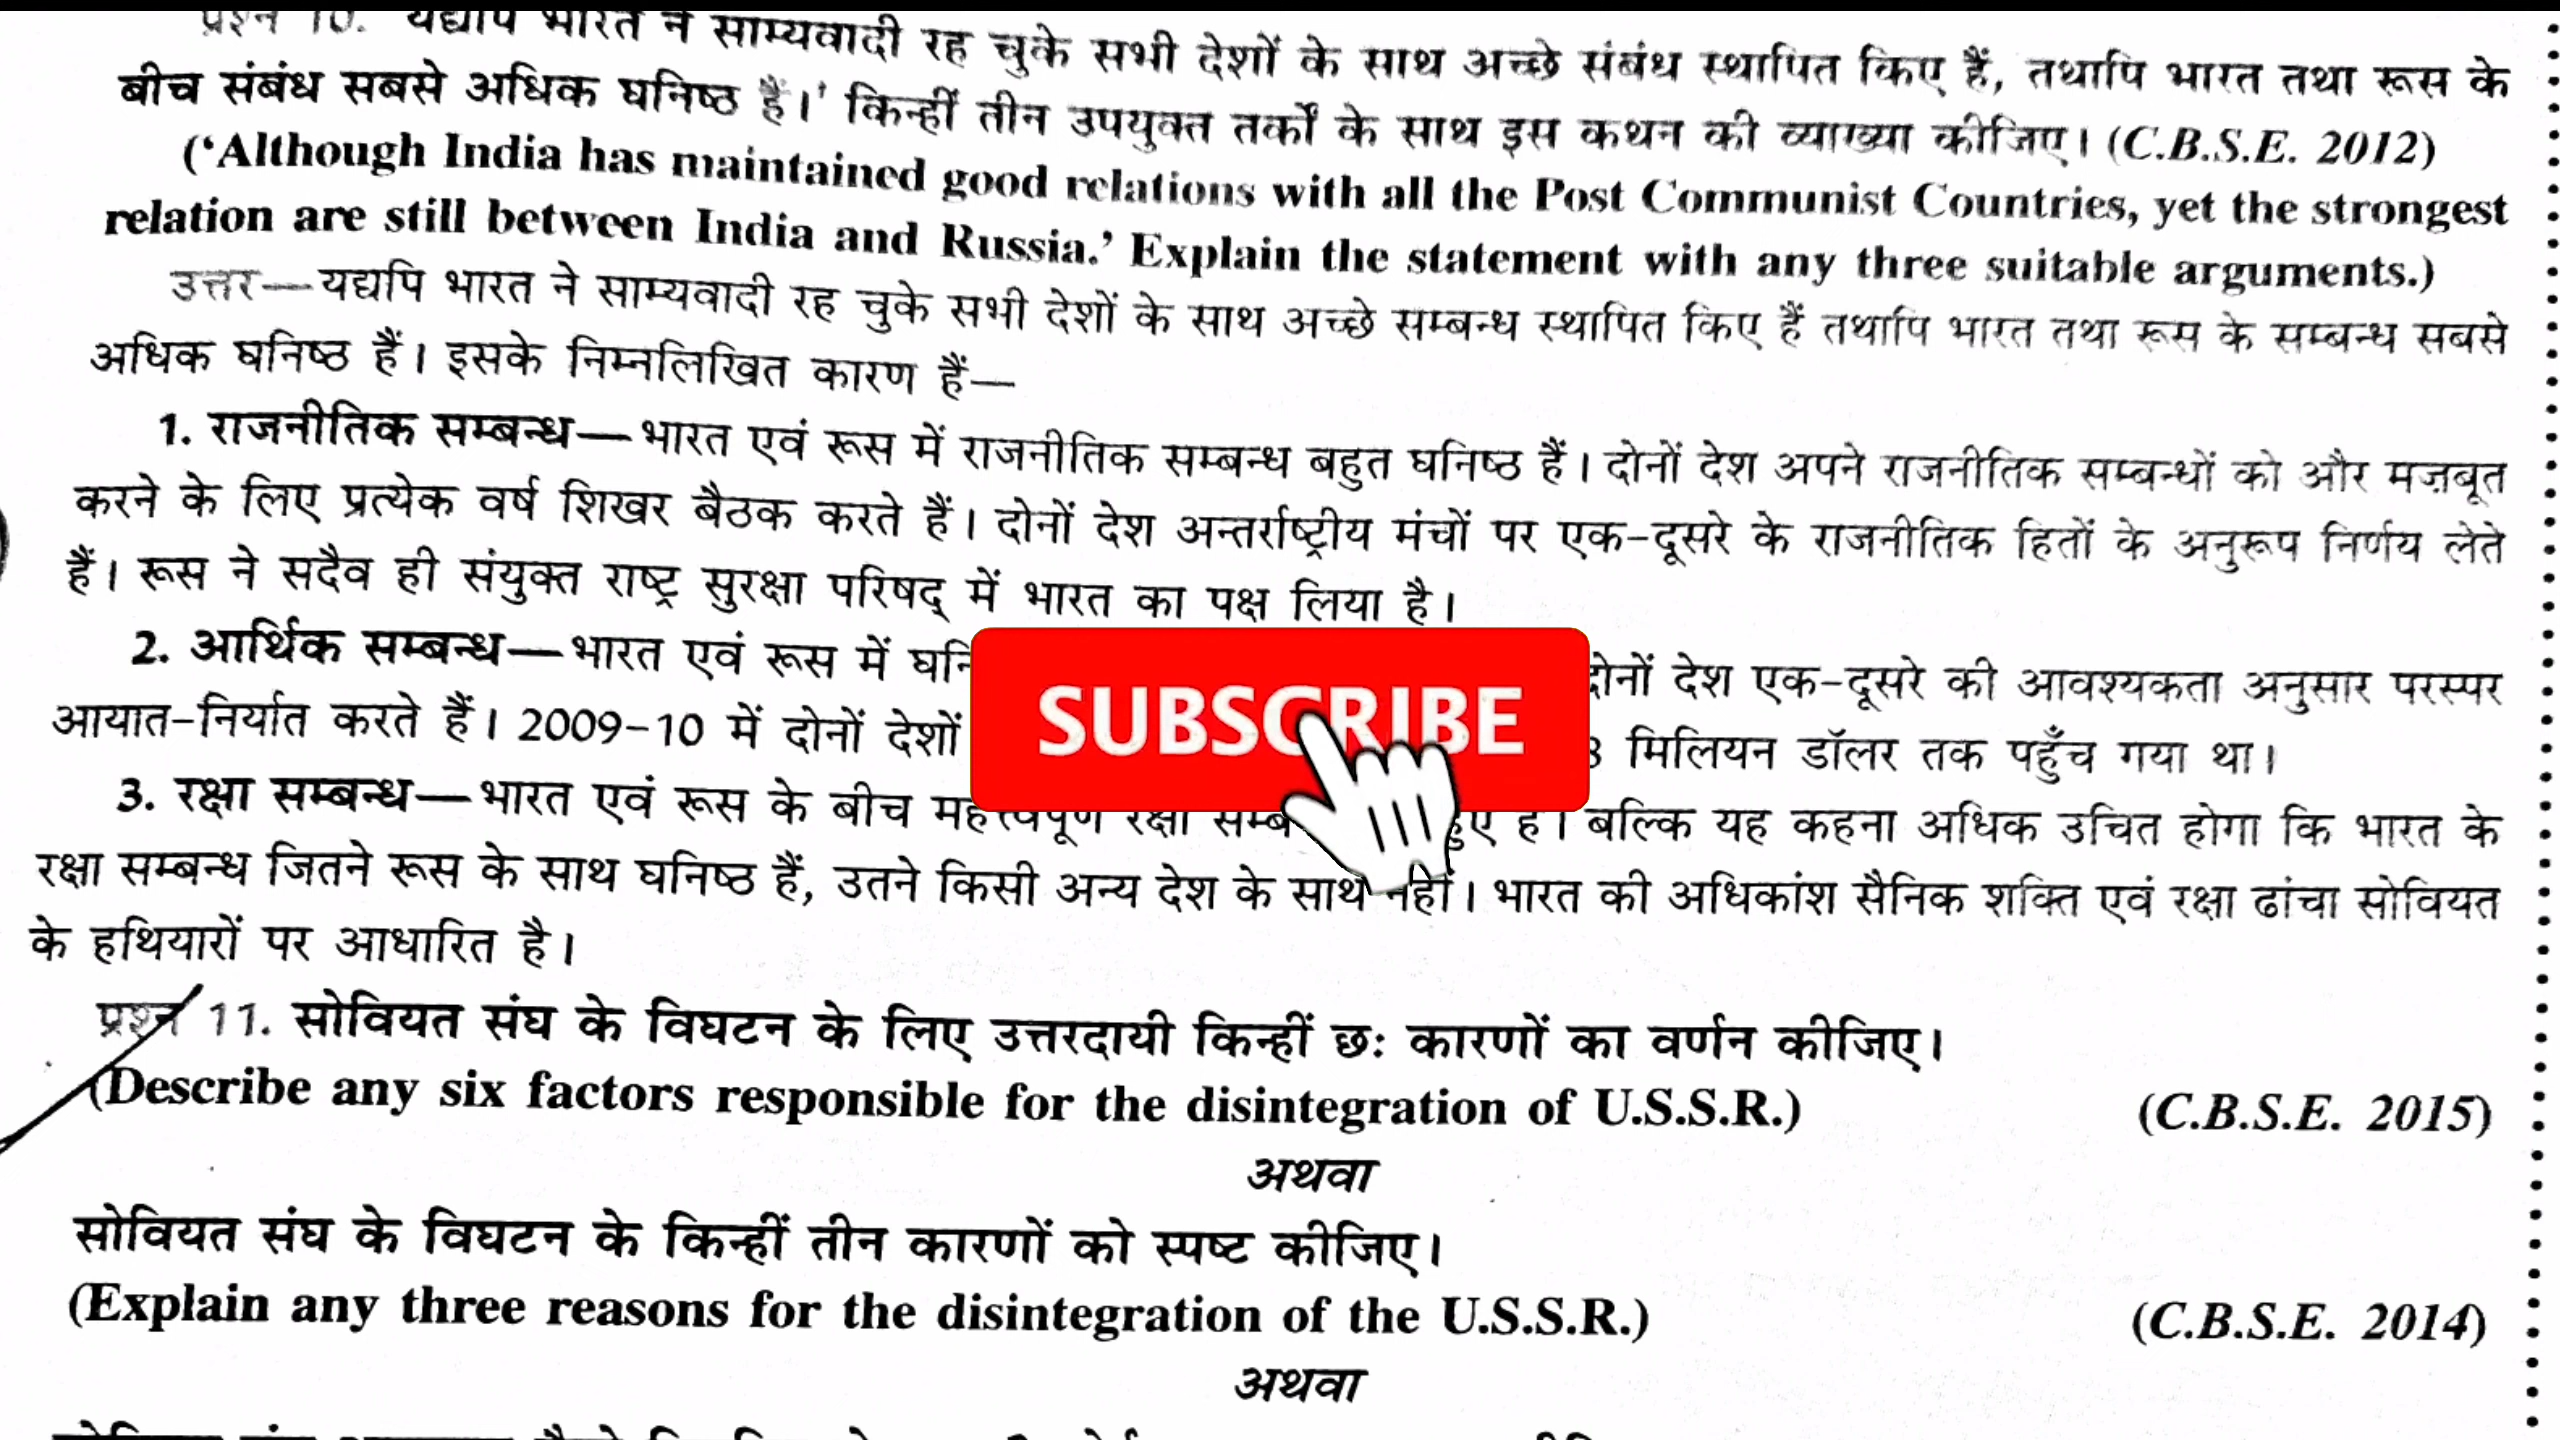 प्रश्न 10. यद्यपि भारत ने साम्यवादी रह चुके सभी देशों के साथ अच्छे संबंध स्थापित किए हैं, तथापि भारत तथा रूस के
बीच संबंध सबसे अधिक घनिष्ठ हैं।' किन्हीं तीन उपयुक्त तर्कों के साथ इस कथन की व्याख्या कीजिए। (C.B.S.E. 2012)
(‘Although India has maintained good relations with all the Post Communist Countries, yet the strongest
relation are still between India and Russia.’ Explain the statement with any three suitable arguments.)
उत्तर—यद्यपि भारत ने साम्यवादी रह चुके सभी देशों के साथ अच्छे सम्बन्ध स्थापित किए हैं तथापि भारत तथा रूस के सम्बन्ध सबसे
अधिक घनिष्ठ हैं। इसके निम्नलिखित कारण हैं—
1. राजनीतिक सम्बन्ध—भारत एवं रूस में राजनीतिक सम्बन्ध बहुत घनिष्ठ हैं। दोनों देश अपने राजनीतिक सम्बन्धों को और मज़बूत
करने के लिए प्रत्येक वर्ष शिखर बैठक करते हैं। दोनों देश अन्तर्राष्ट्रीय मंचों पर एक-दूसरे के राजनीतिक हितों के अनुरूप निर्णय लेते
हैं। रूस ने सदैव ही संयुक्त राष्ट्र सुरक्षा परिषद् में भारत का पक्ष लिया है।
2. आर्थिक सम्बन्ध—भारत एवं रूस में दोनों देश एक-दूसरे की आवश्यकता अनुसार परस्पर
SUBSCRIBE
आयात-निर्यात करते हैं। 2009-10 में दोनों देशों मिलियन डॉलर तक पहुँच गया था।
3. रक्षा सम्बन्ध—भारत एवं रूस के बीच महत्त्वपूर्ण रक्षा हुए हैं। बल्कि यह कहना अधिक उचित होगा कि भारत के
रक्षा सम्बन्ध जितने रूस के साथ घनिष्ठ हैं, उतने किसी अन्य देश के साथ नहीं। भारत की अधिकांश सैनिक शक्ति एवं रक्षा ढांचा सोवियत
के हथियारों पर आधारित है।
प्रश्न 11. सोवियत संघ के विघटन के लिए उत्तरदायी किन्हीं छः कारणों का वर्णन कीजिए।
(Describe any six factors responsible for the disintegration of U.S.S.R.) (C.B.S.E. 2015)
अथवा
सोवियत संघ के विघटन के किन्हीं तीन कारणों को स्पष्ट कीजिए।
(Explain any three reasons for the disintegration of the U.S.S.R.) (C.B.S.E. 2014)
अथवा